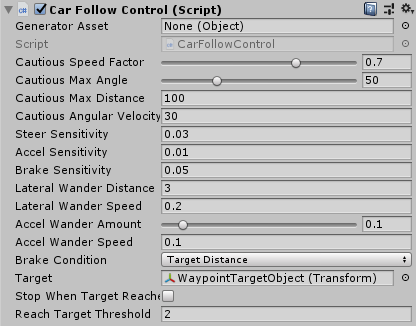 Car Follow Control (Script)
Generator Asset None (Object)
Script CarFollowControl
Cautious Speed Factor 0.7
Cautious Max Angle 50
Cautious Max Distance 100
Cautious Angular Velocity 30
Steer Sensitivity 0.03
Accel Sensitivity 0.01
Brake Sensitivity 0.05
Lateral Wander Distance 3
Lateral Wander Speed 0.2
Accel Wander Amount 0.1
Accel Wander Speed 0.1
Brake Condition Target Distance
Target WaypointTargetObject (Transform)
Stop When Target Reache
Reach Target Threshold 2